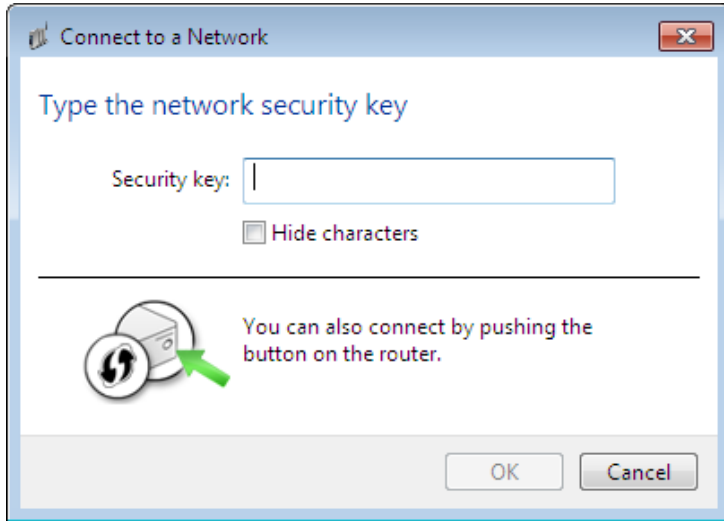 Connect to a Network
Type the network security key
Security key:
Hide characters
You can also connect by pushing the
button on the router.
OK Cancel